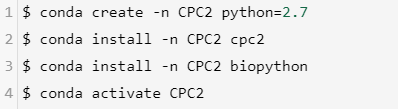 1 $ conda create -n CPC2 python=2.7
2 $ conda install -n CPC2 cpc2
3 $ conda install -n CPC2 biopython
4 $ conda activate CPC2